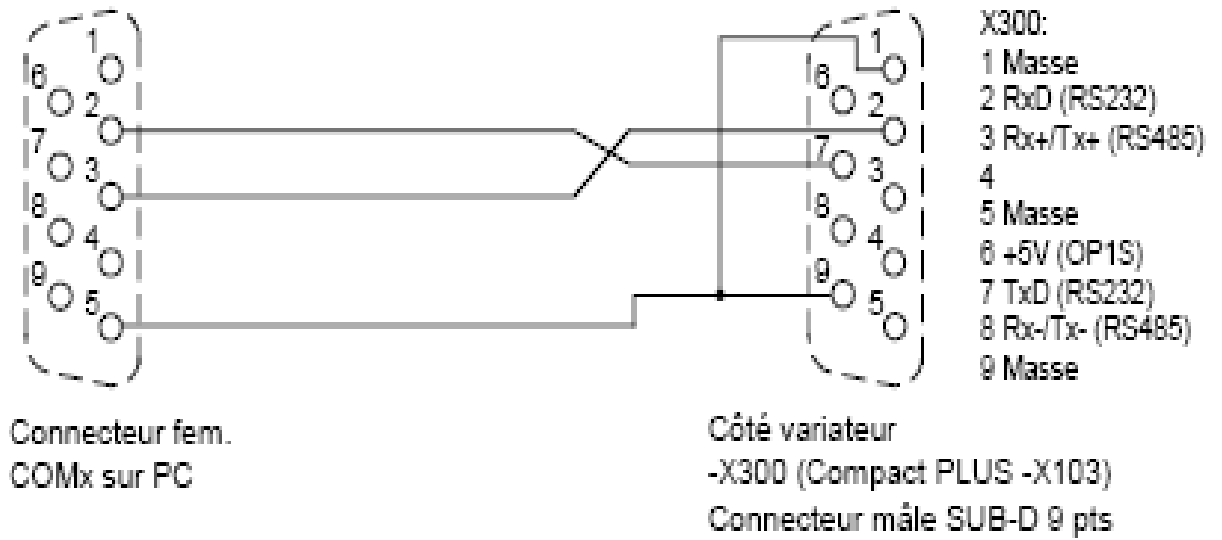 1
6
2
7
3
8
4
9
5
1
6
2
7
3
8
4
9
5
X300:
1 Masse
2 RxD (RS232)
3 Rx+/Tx+ (RS485)
4
5 Masse
6 +5V (OP1S)
7 TxD (RS232)
8 Rx-/Tx- (RS485)
9 Masse
Connecteur fem.
COMx sur PC
Côté variateur
-X300 (Compact PLUS -X103)
Connecteur mâle SUB-D 9 pts